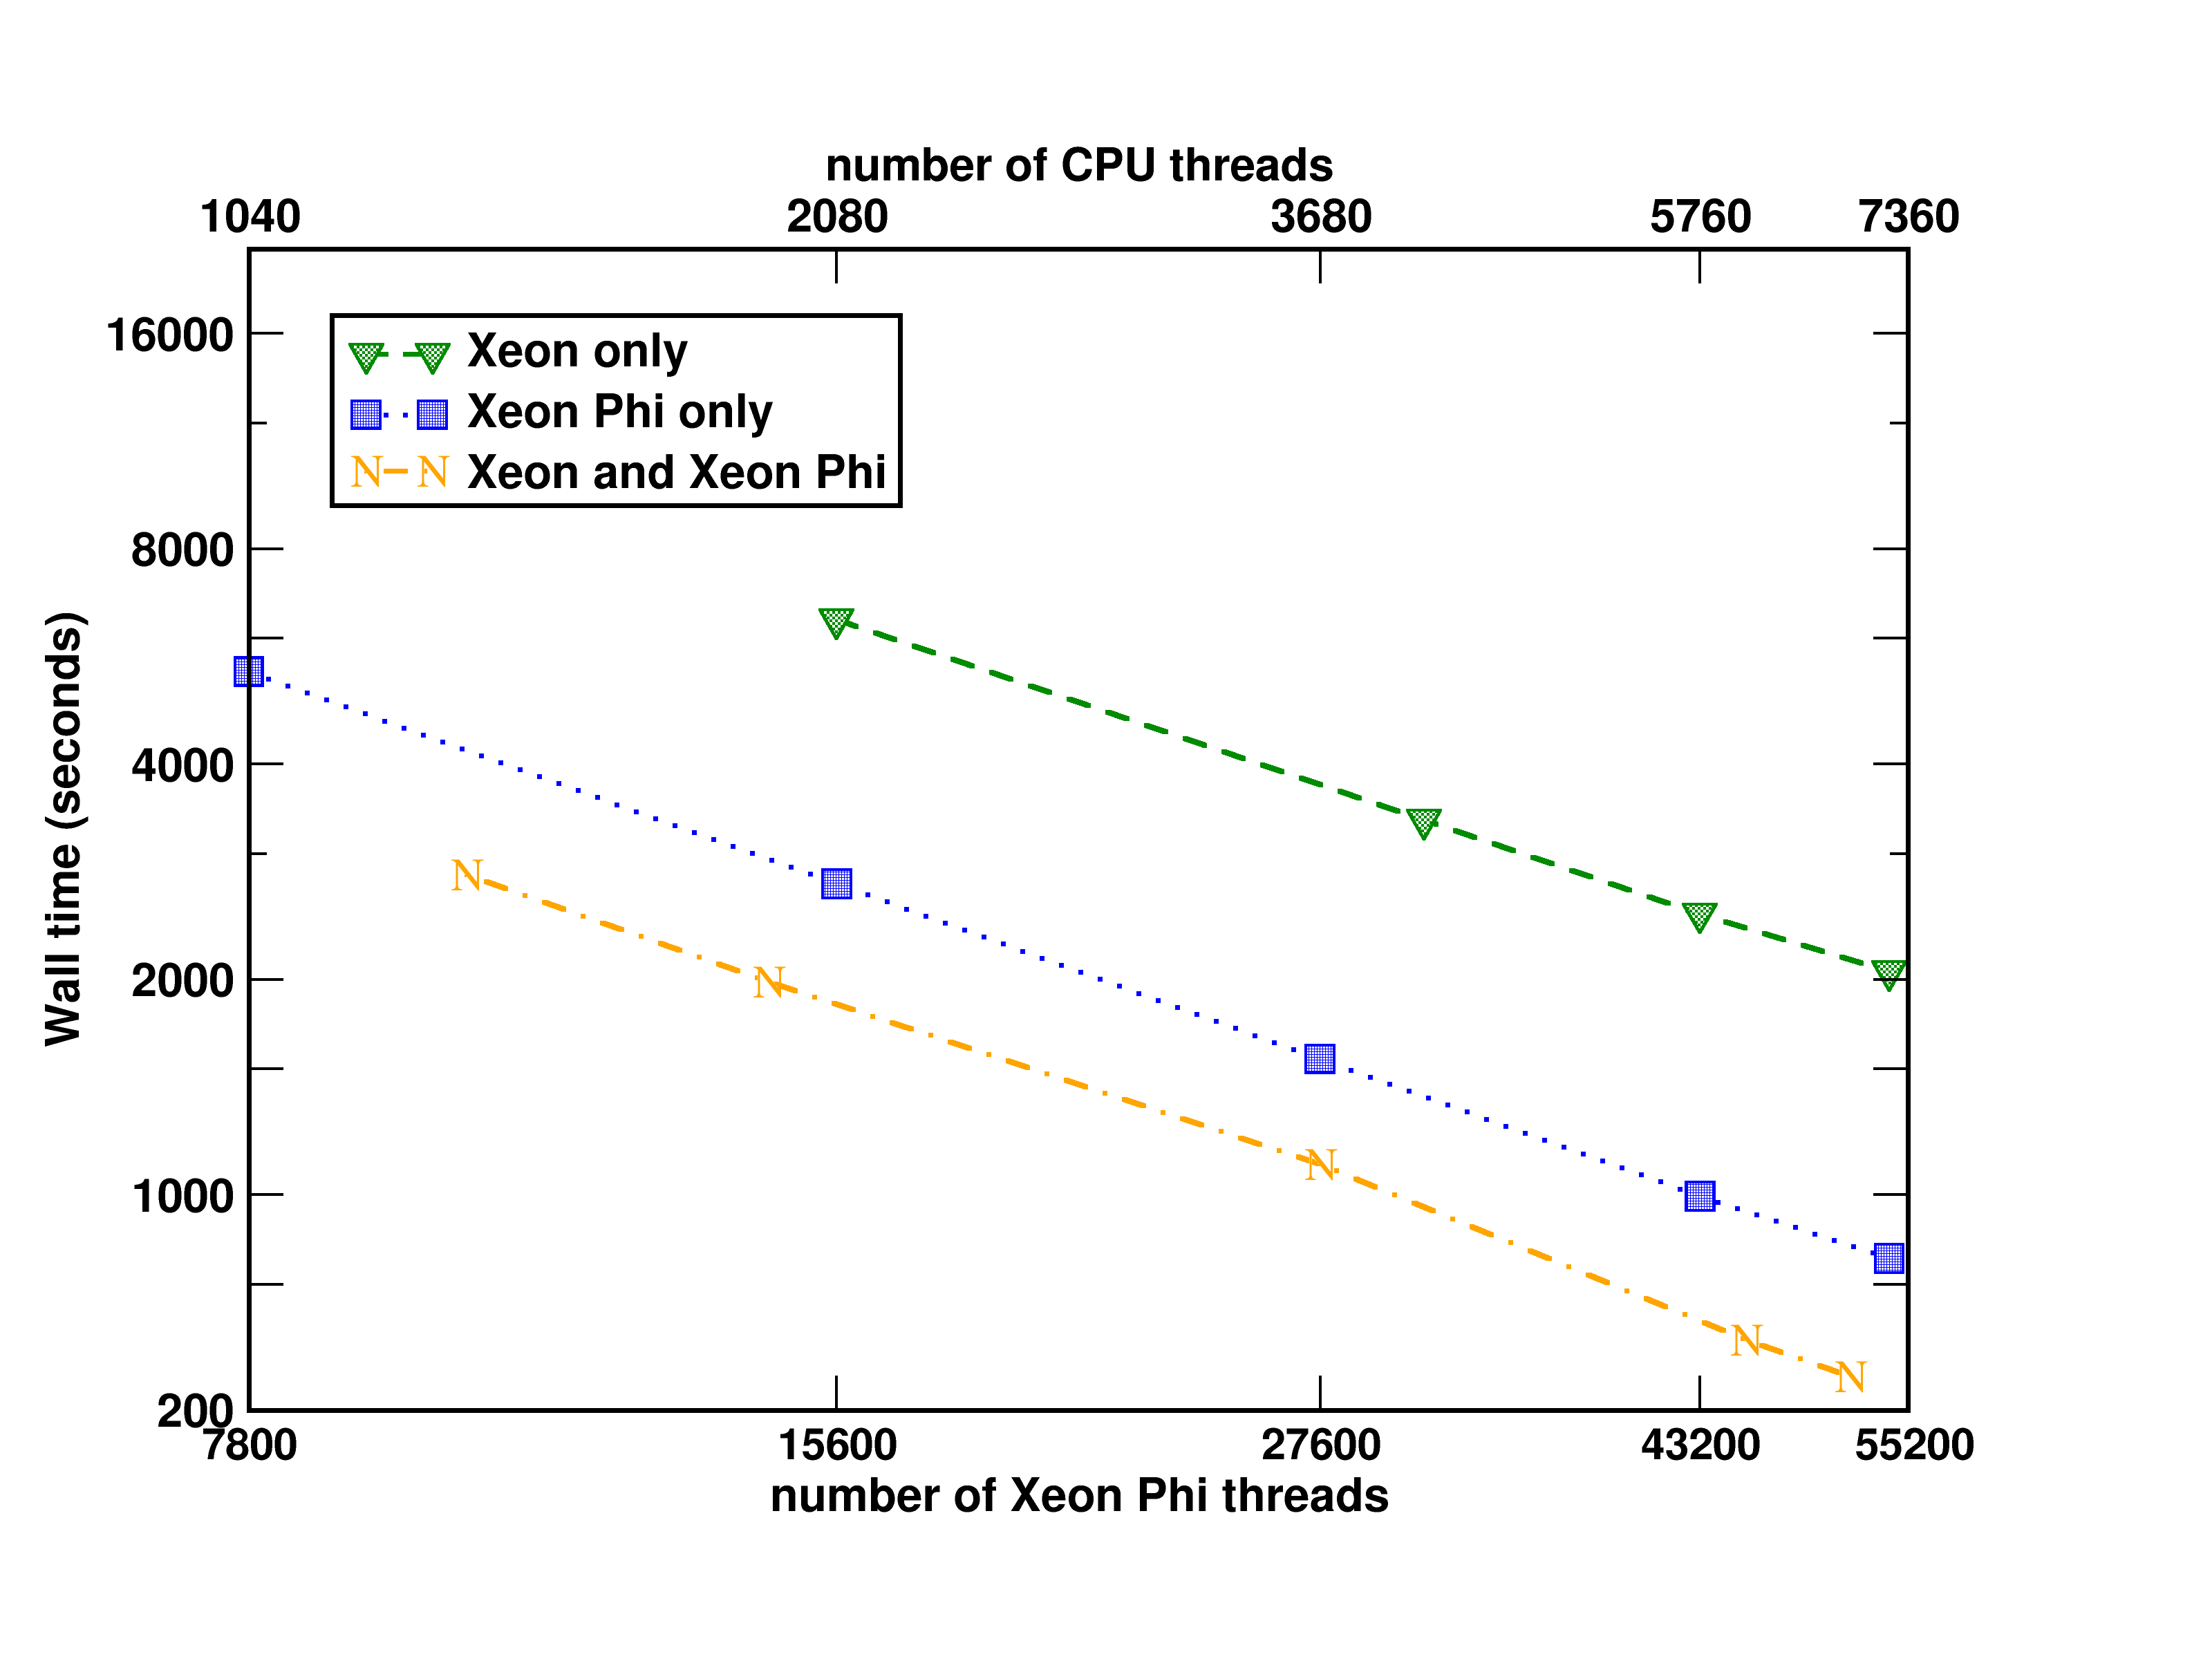 number of CPU threads
1040 2080 3680 5760 7360
16000
8000
4000
2000
1000
200
Wall time (seconds)
Xeon only
Xeon Phi only
N N Xeon and Xeon Phi
N
N
N
N
N
7800 15600 27600 43200 55200
number of Xeon Phi threads